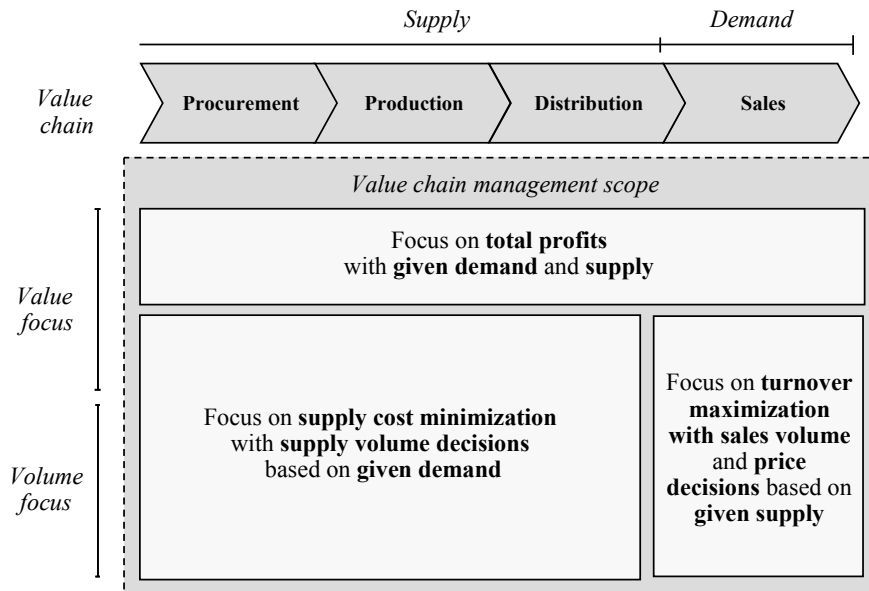 Supply
Demand
Value
chain
Procurement
Production
Distribution
Sales
Value chain management scope
Value
focus
Focus on total profits
with given demand and supply
Volume
focus
Focus on supply cost minimization
with supply volume decisions
based on given demand
Focus on turnover
maximization
with sales volume
and price
decisions based on
given supply